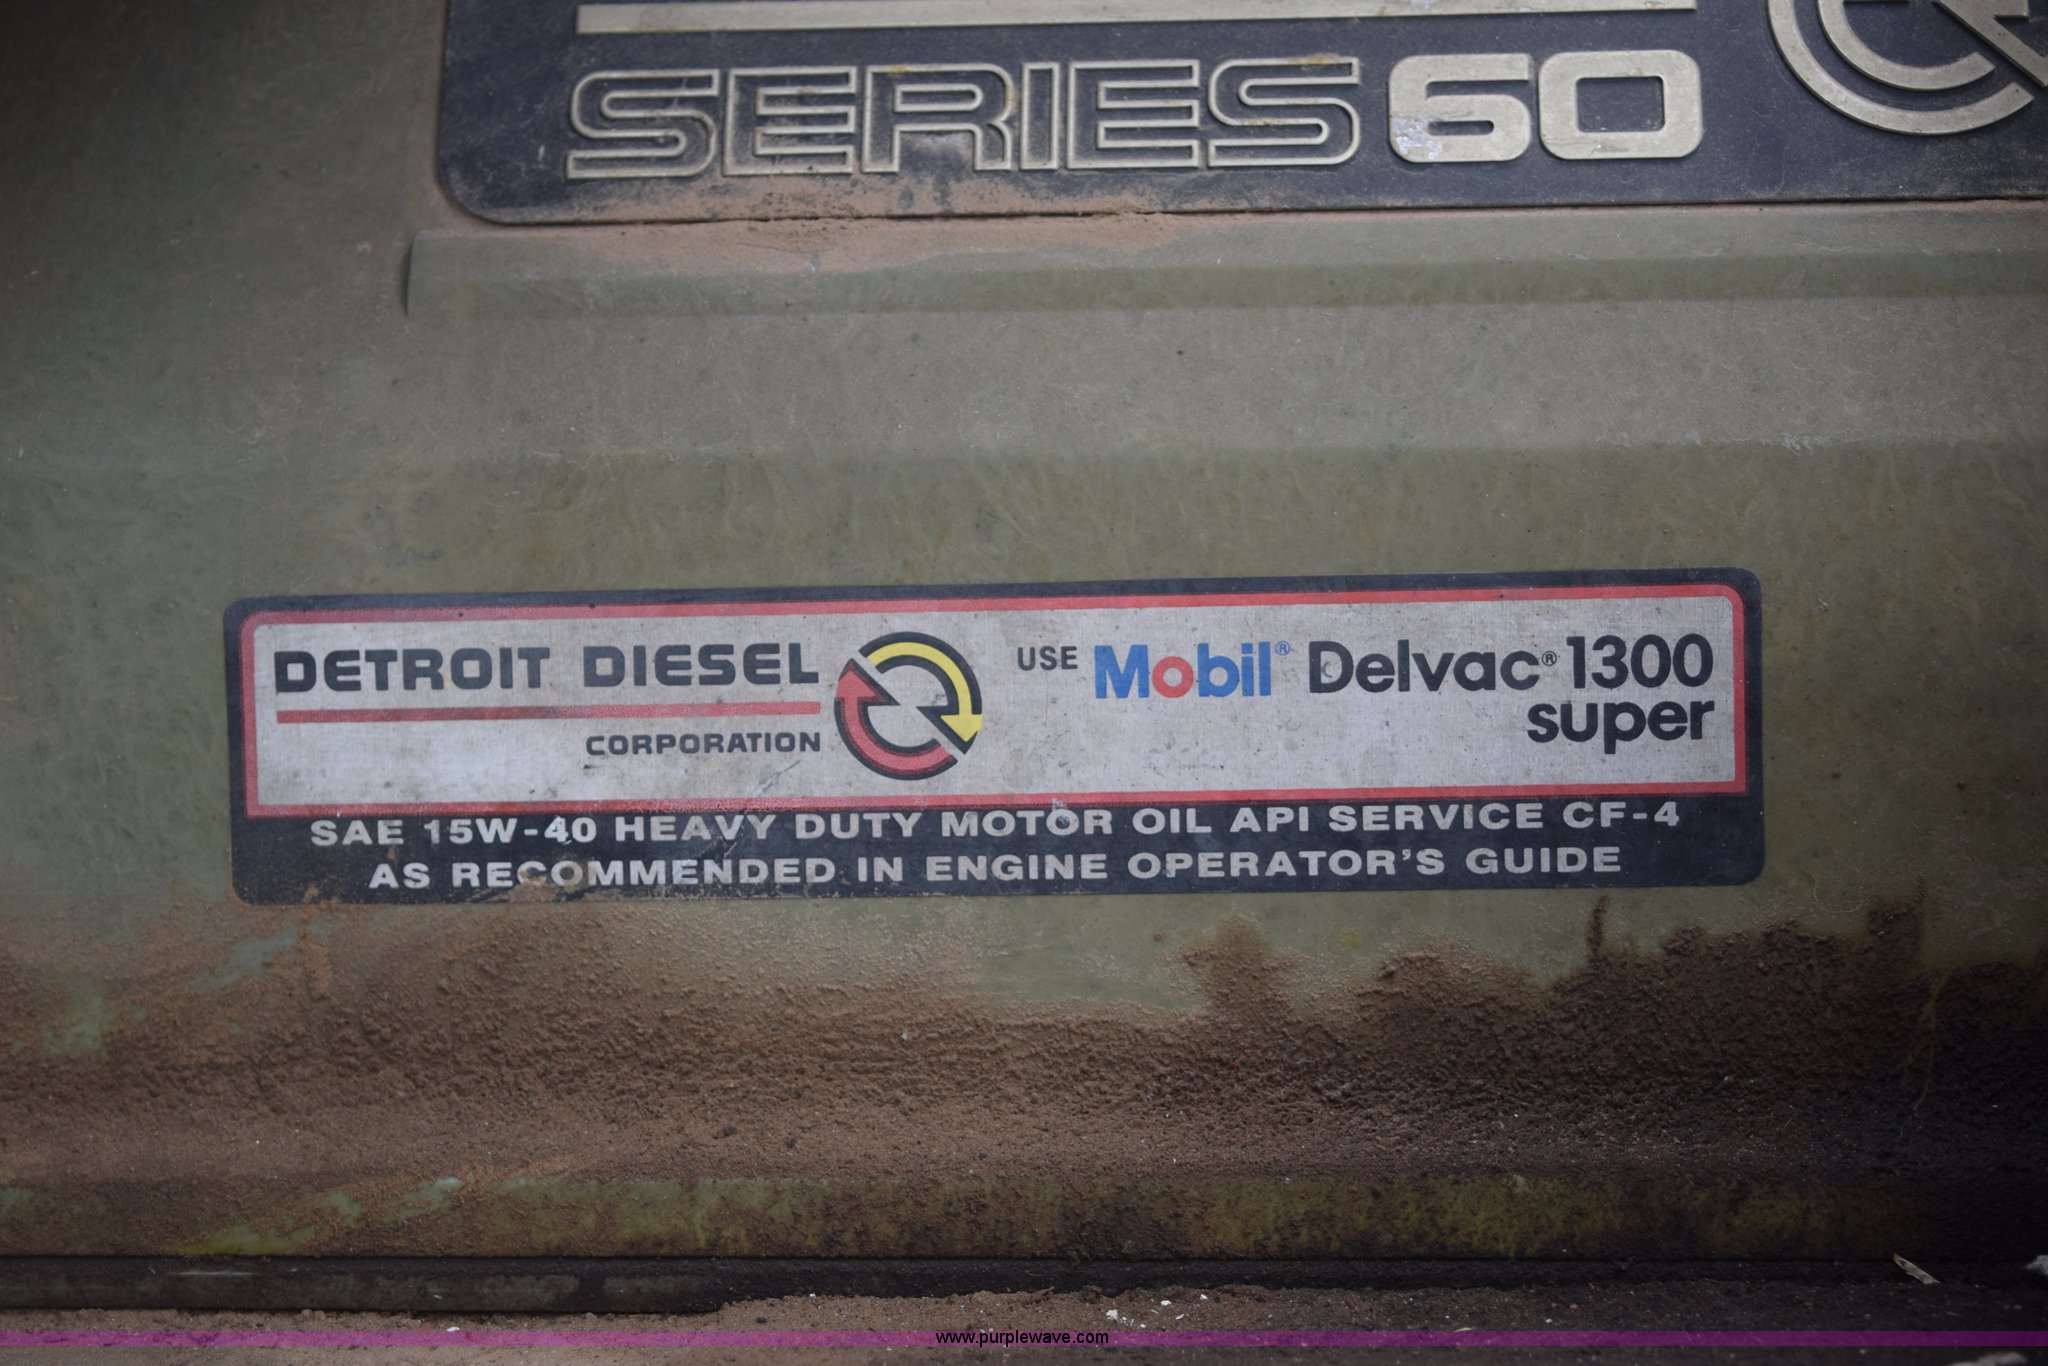 SERIES 60
DETROIT DIESEL
CORPORATION
USE Mobil® Delvac® 1300
super
SAE 15W-40 HEAVY DUTY MOTOR OIL API SERVICE CF-4
AS RECOMMENDED IN ENGINE OPERATOR'S GUIDE
www.purplewave.com